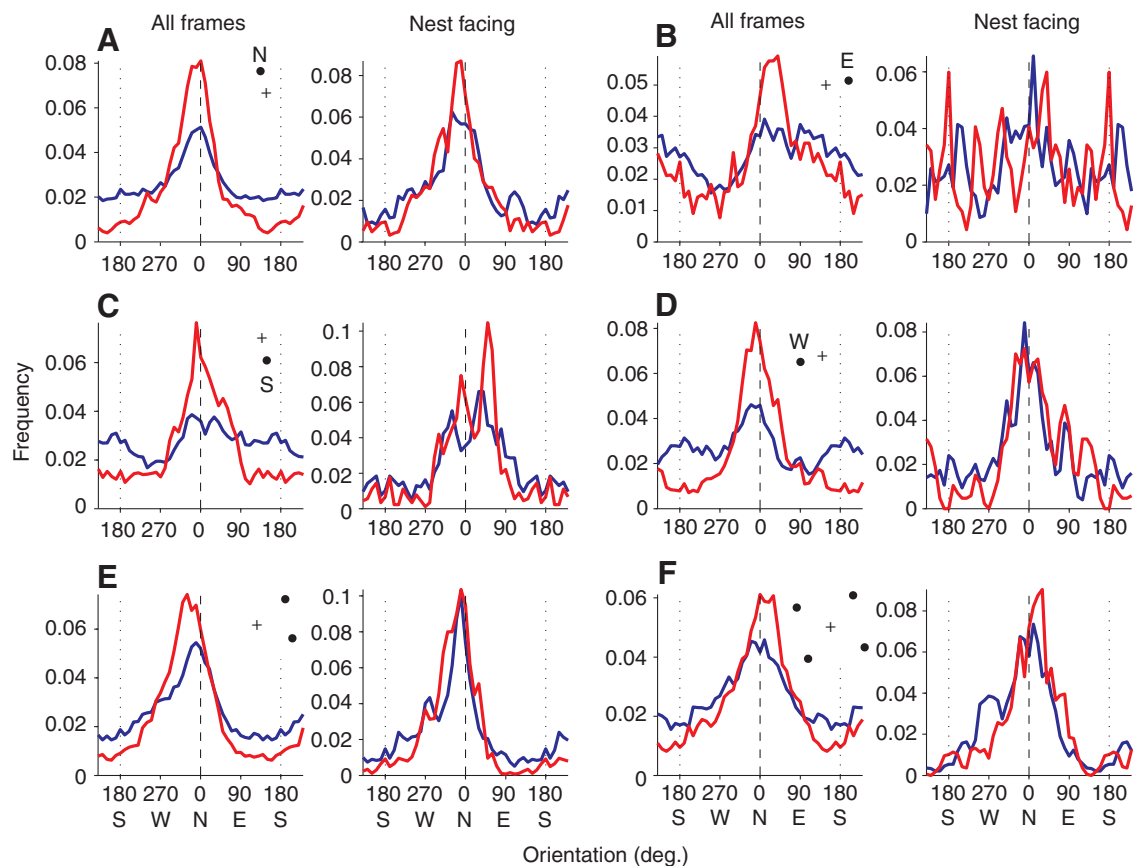 All frames Nest facing All frames Nest facing
A B
N E
0.08 0.08 0.05 0.06
0.06 0.06 0.04
0.04 0.04 0.03 0.04
0.02 0.02 0.02 0.02
0.01
0 0 0 0
180 270 0 90 180 180 270 0 90 180 180 270 0 90 180 180 270 0 90 180
C D
S W
0.06 0.1 0.08 0.08
0.08 0.06 0.06
0.04 0.06 0.04 0.04
0.02 0.04 0.02 0.02
0.02
0 0 0 0
180 270 0 90 180 180 270 0 90 180 180 270 0 90 180 180 270 0 90 180
Frequency
E F
0.06 0.1 0.06 0.08
0.08 0.06
0.04 0.06 0.04 0.04
0.02 0.04 0.02 0.02
0.02
0 0 0 0
180 270 0 90 180 180 270 0 90 180 180 270 0 90 180 180 270 0 90 180
S W N E S S W N E S S W N E S S W N E S
Orientation (deg.)